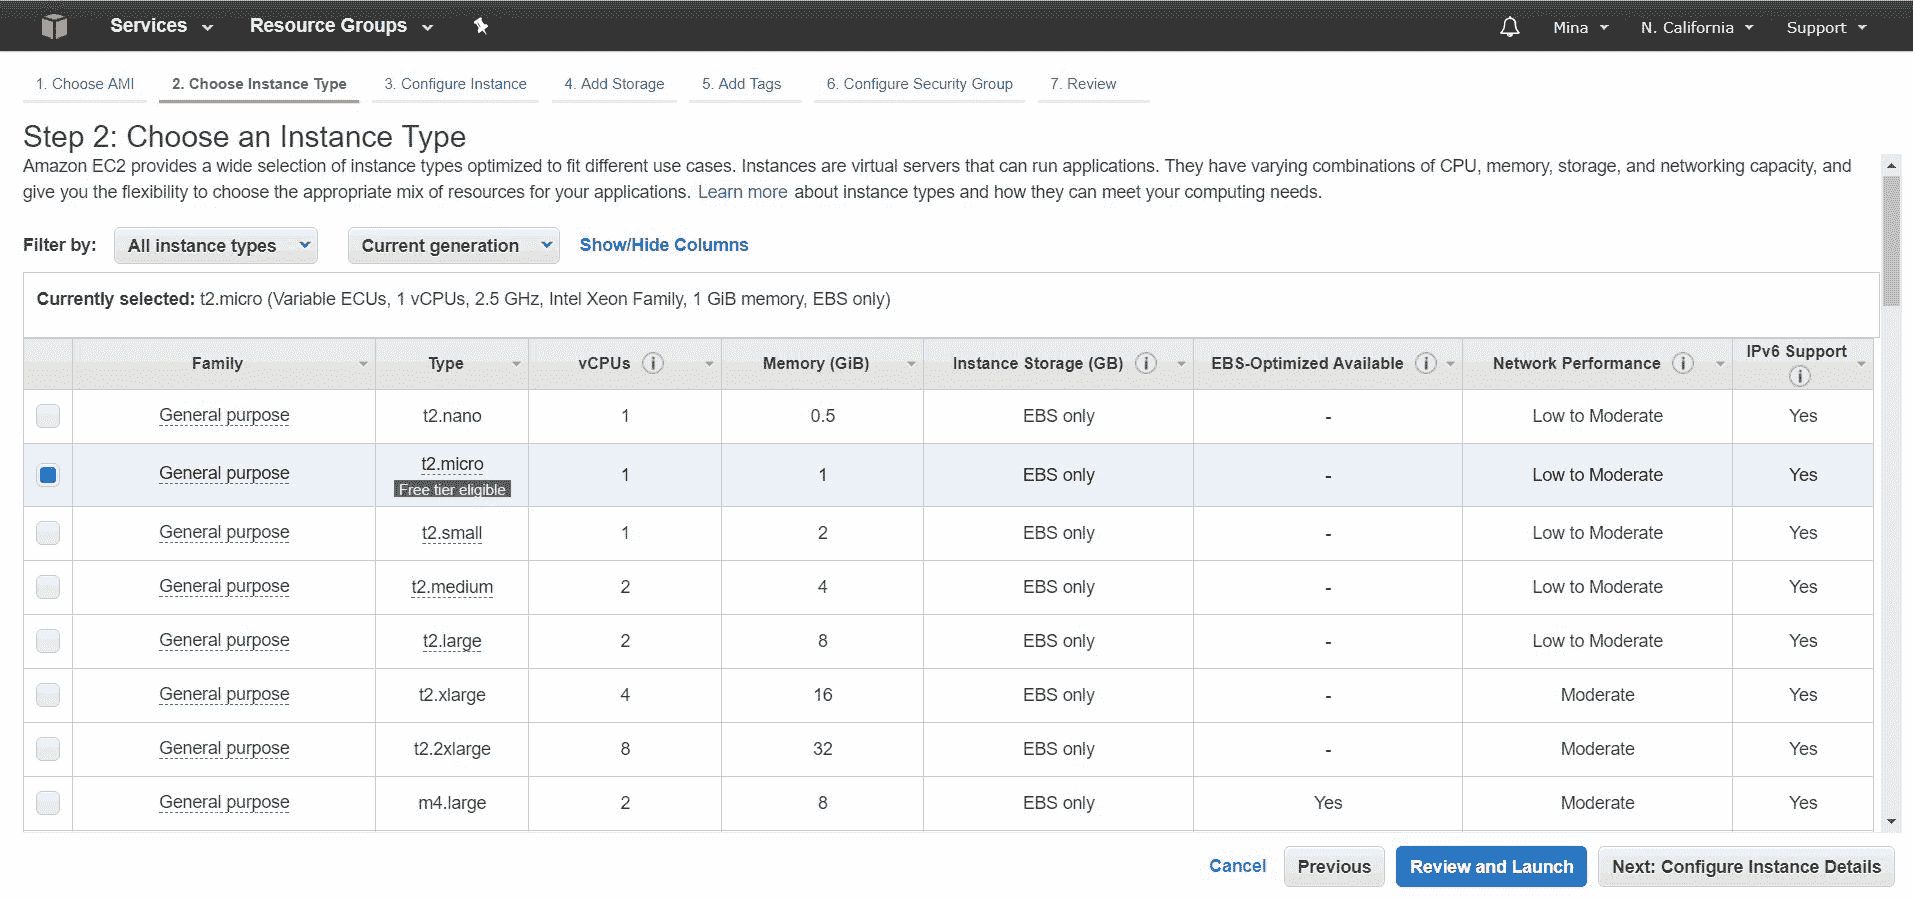 Services Resource Groups Mina N. California Support
1. Choose AMI 2. Choose Instance Type 3. Configure Instance 4. Add Storage 5. Add Tags 6. Configure Security Group 7. Review
Step 2: Choose an Instance Type
Amazon EC2 provides a wide selection of instance types optimized to fit different use cases. Instances are virtual servers that can run applications. They have varying combinations of CPU, memory, storage, and networking capacity, and
give you the flexibility to choose the appropriate mix of resources for your applications. Learn more about instance types and how they can meet your computing needs.
Filter by: All instance types Current generation Show/Hide Columns
Currently selected: t2.micro (Variable ECUs, 1 vCPUs, 2.5 GHz, Intel Xeon Family, 1 GiB memory, EBS only)
Family Type vCPUs i Memory (GiB) Instance Storage (GB) i EBS-Optimized Available i Network Performance i IPv6 Support i
General purpose t2.nano 1 0.5 EBS only - Low to Moderate Yes
General purpose t2.micro 1 1 EBS only - Low to Moderate Yes
Free tier eligible
General purpose t2.small 1 2 EBS only - Low to Moderate Yes
General purpose t2.medium 2 4 EBS only - Low to Moderate Yes
General purpose t2.large 2 8 EBS only - Low to Moderate Yes
General purpose t2.xlarge 4 16 EBS only - Moderate Yes
General purpose t2.2xlarge 8 32 EBS only - Moderate Yes
General purpose m4.large 2 8 EBS only Yes Moderate Yes
Cancel Previous Review and Launch Next: Configure Instance Details